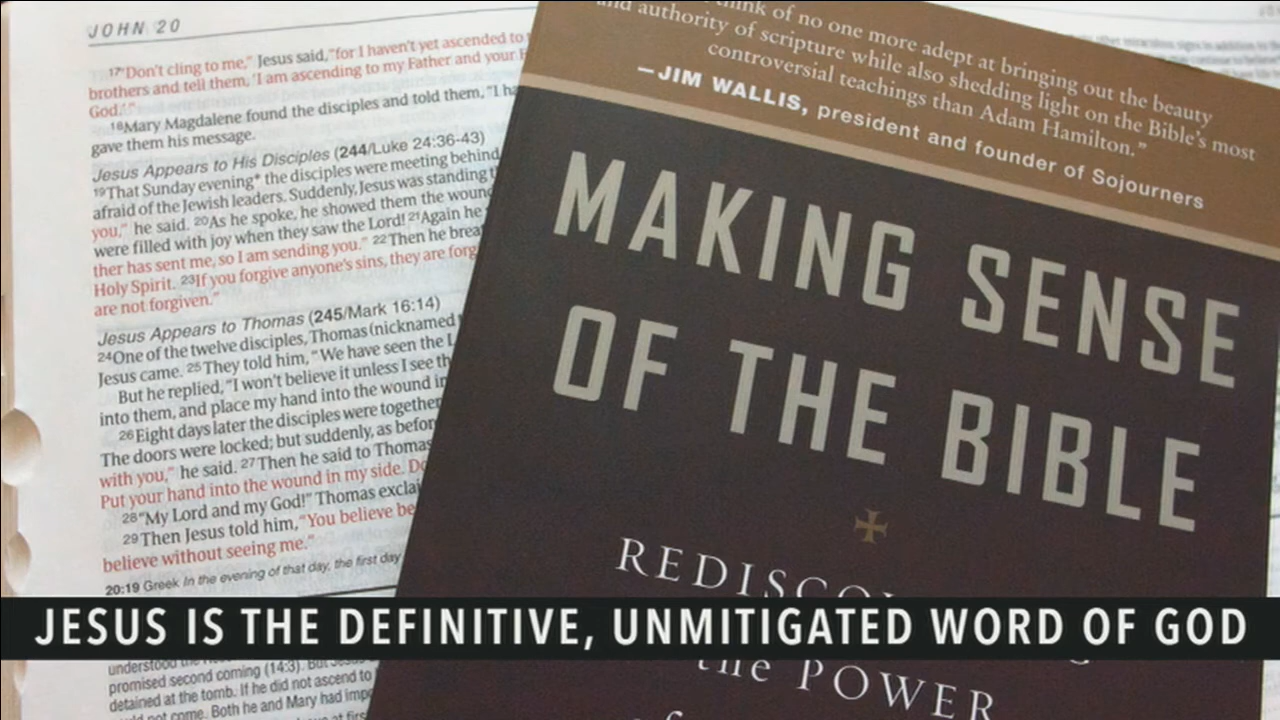 JOHN 20
17"Don't cling to me," Jesus said, "for I haven't yet ascended to
brothers and tell them, 'I am ascending to my Father and your
God.'"
18Mary Magdalene found the disciples and told them, "I
gave them his message.
Jesus Appears to His Disciples (244/Luke 24:36-43)
19That Sunday evening* the disciples were meeting behind
afraid of the Jewish leaders. Suddenly, Jesus was standing
you," he said. 20As he spoke, he showed them the
were filled with joy when they saw the Lord! 21Again he
ther has sent me, so I am sending you." 22Then he
Holy Spirit. 23If you forgive anyone's sins, they are
are not forgiven."
Jesus Appears to Thomas (245/Mark 16:14)
24One of the twelve disciples, Thomas (nicknamed
Jesus came. 25They told him, "We have seen the
But he replied, "I won't believe it unless I see
into them, and place my hand into the wound in
26Eight days later the disciples were together
The doors were locked; but suddenly, as
with you," he said. 27Then he said to Thomas
Put your hand into the wound in my side.
28"My Lord and my God!" Thomas
29Then Jesus told him, "You believe
believe without seeing me."
20:19 Greek In the evening of that day, the first day
understood the
promised second coming (14:3). But Jesus
detained at the tomb. If he did not ascend to
not come. Both he and Mary had
think of no one more adept at bringing out the beauty
and authority of scripture while also shedding light on the Bible's most
controversial teachings than Adam Hamilton."
—JIM WALLIS, president and founder of Sojourners
MAKING SENSE
OF THE BIBLE
the POWER
JESUS IS THE DEFINITIVE, UNMITIGATED WORD OF GOD